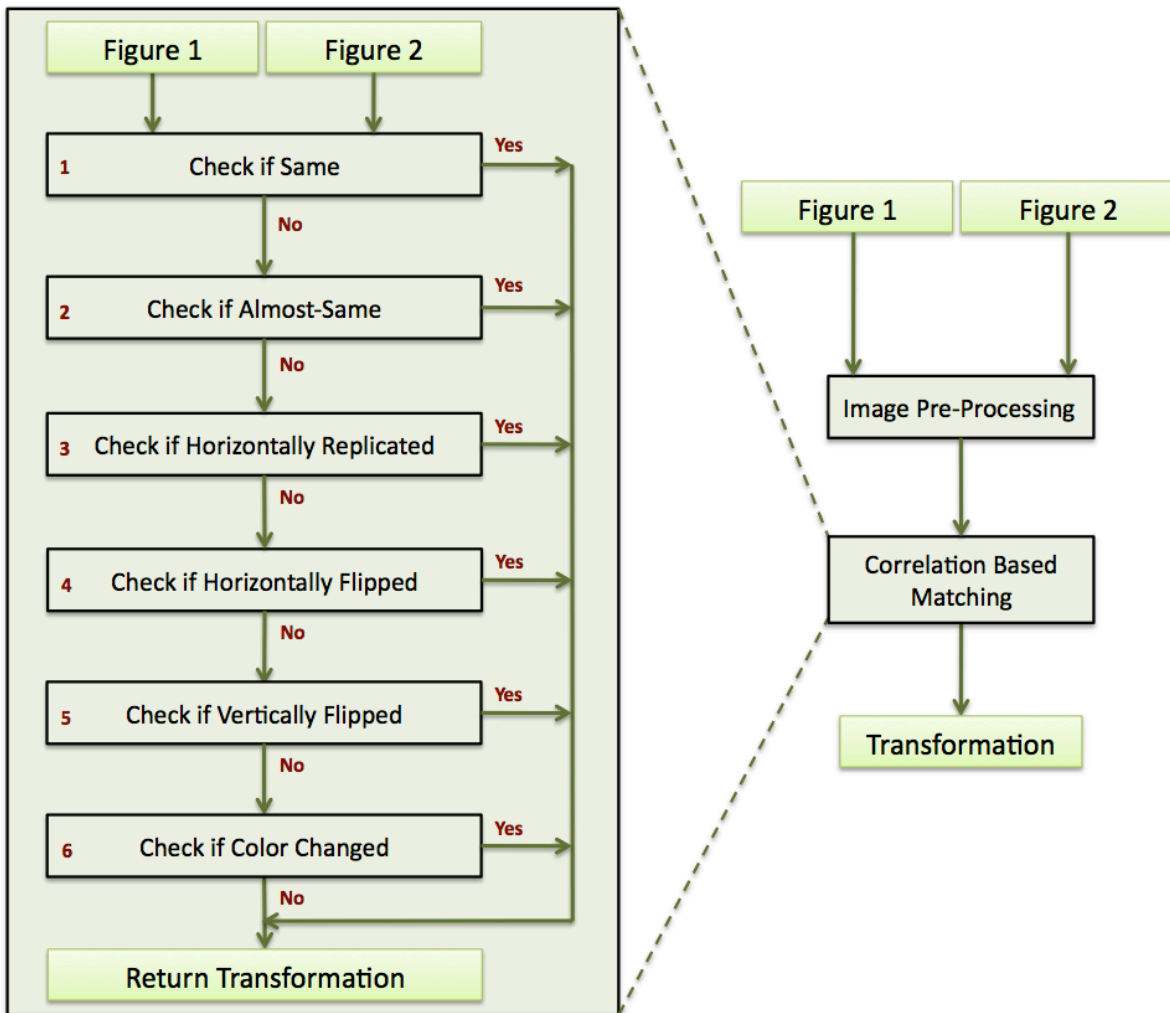 Figure 1
Figure 2
1 Check if Same
Yes
No
2 Check if Almost-Same
Yes
No
3 Check if Horizontally Replicated
Yes
No
4 Check if Horizontally Flipped
Yes
No
5 Check if Vertically Flipped
Yes
No
6 Check if Color Changed
Yes
No
Return Transformation
Figure 1
Figure 2
Image Pre-Processing
Correlation Based
Matching
Transformation